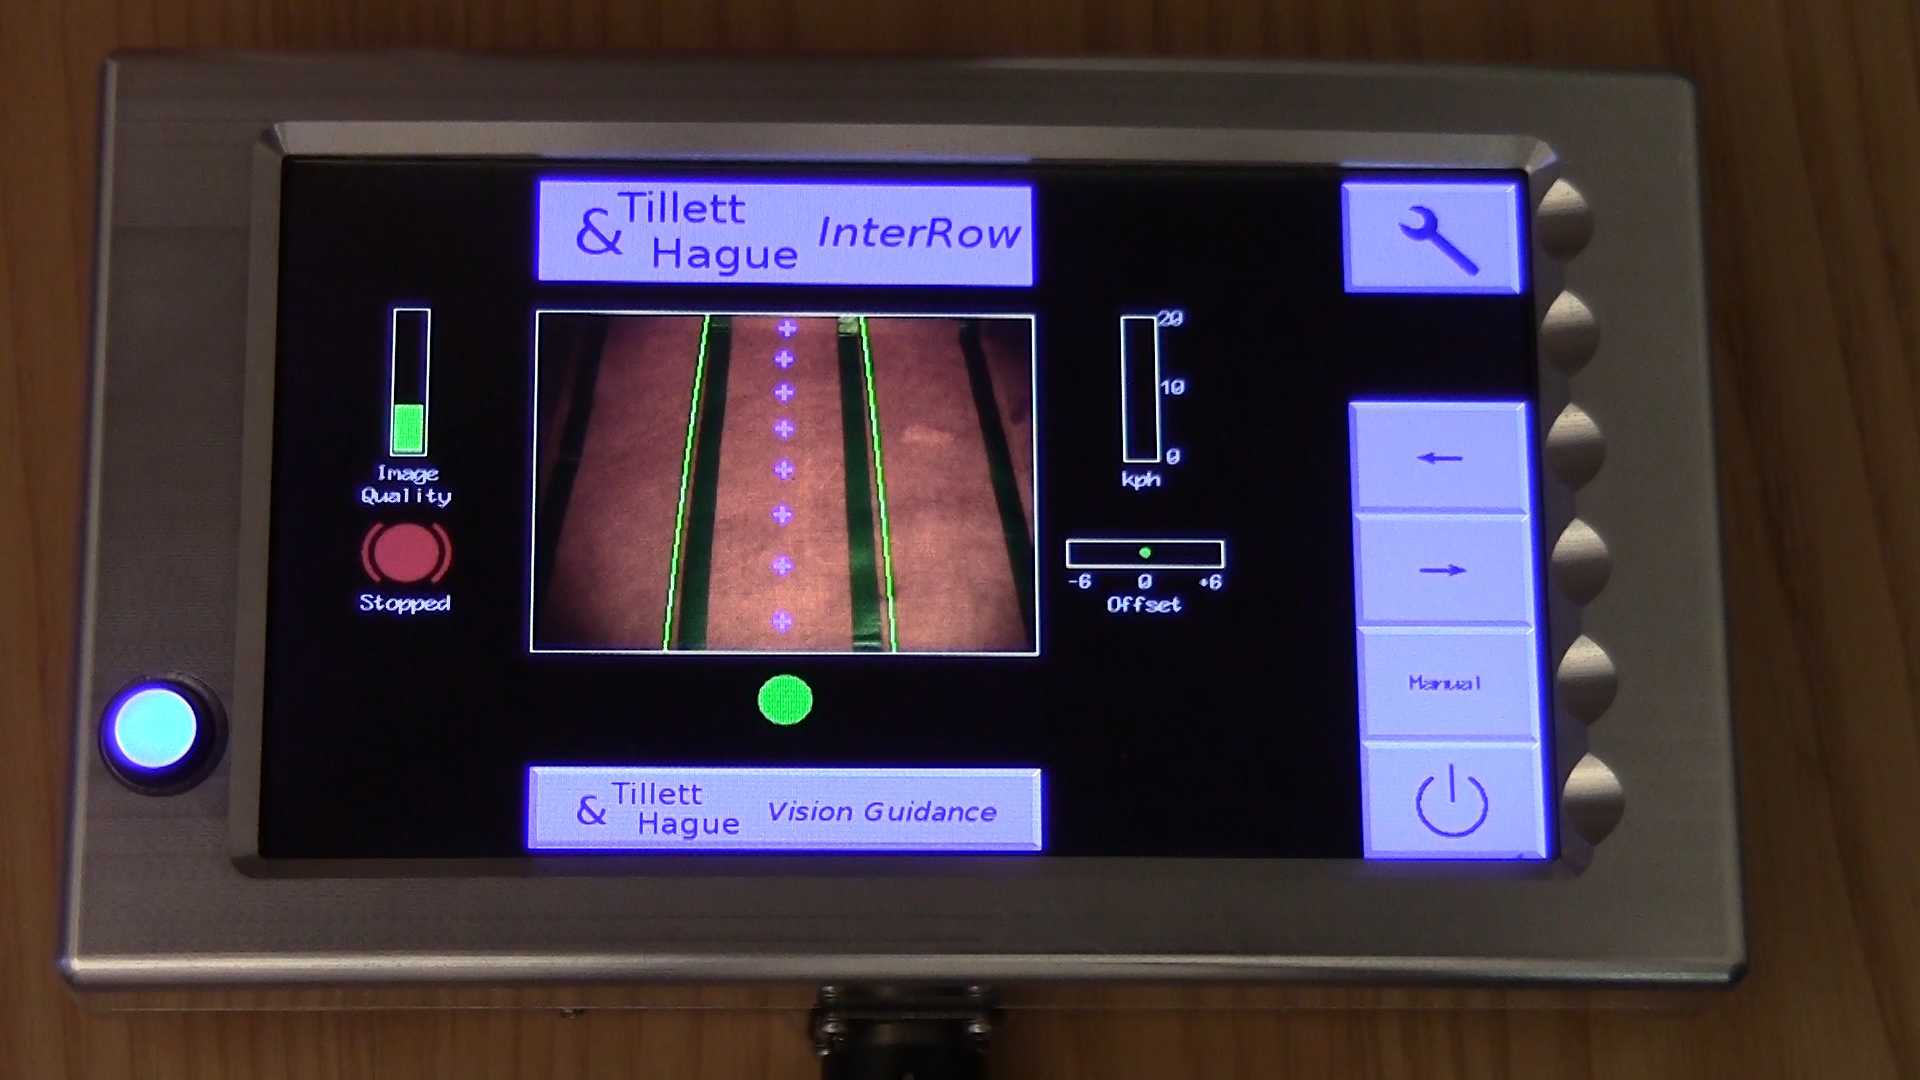 & Tillett
Hague
InterRow
20
10
0
kph
Image
Quality
Stopped
-6 0 +6
Offset
Manual
& Tillett
Hague
Vision Guidance